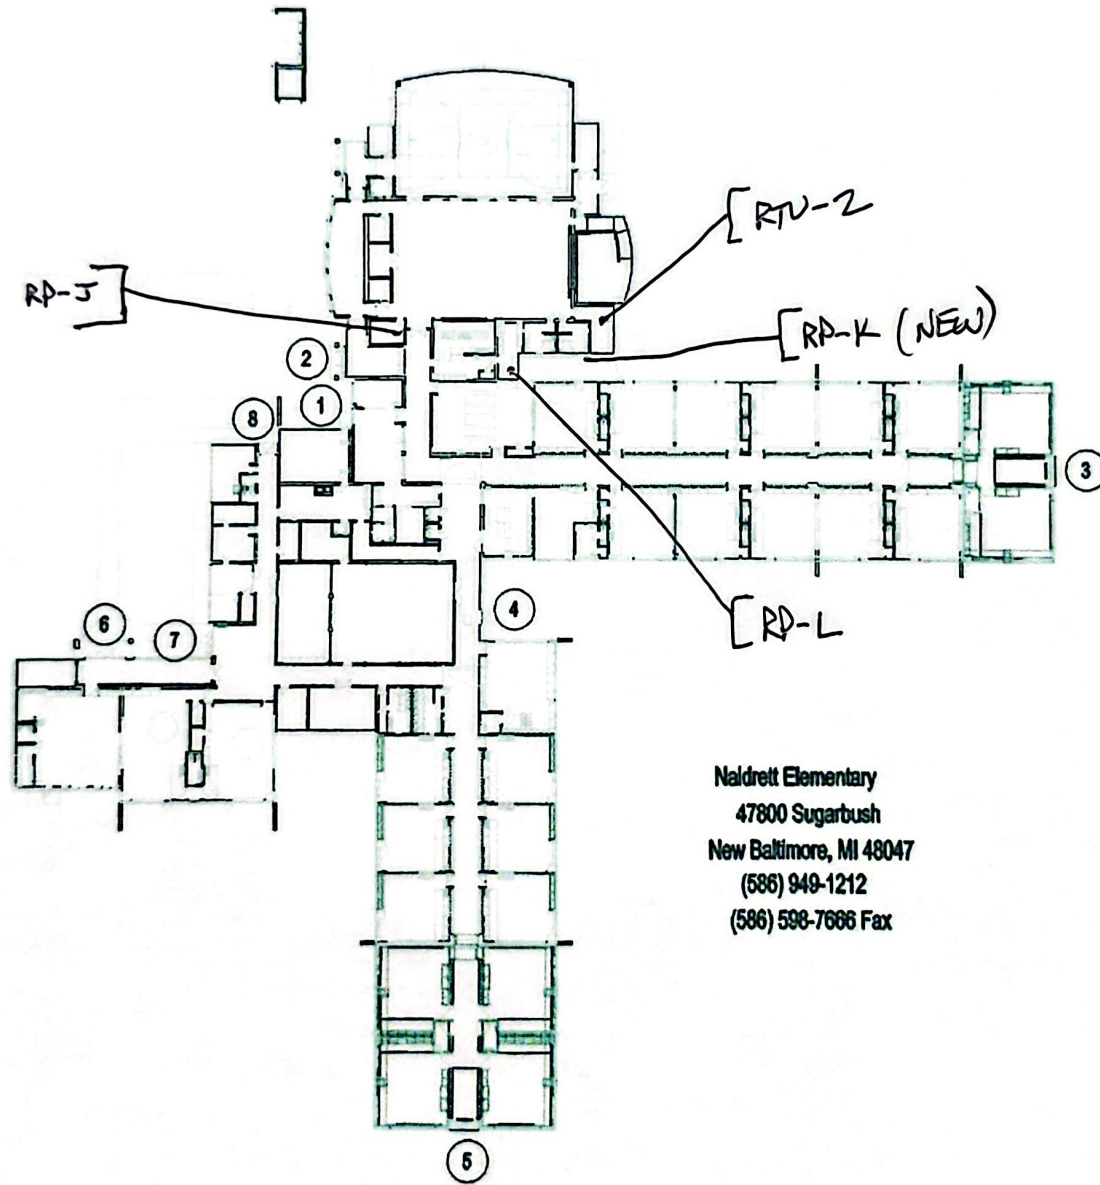 [RTU-2
RP-J]
[RP-K (NEW)
2
1
8
3
[RP-L
4
6
7
Naldrett Elementary
47800 Sugarbush
New Baltimore, MI 48047
(586) 949-1212
(586) 598-7666 Fax
5